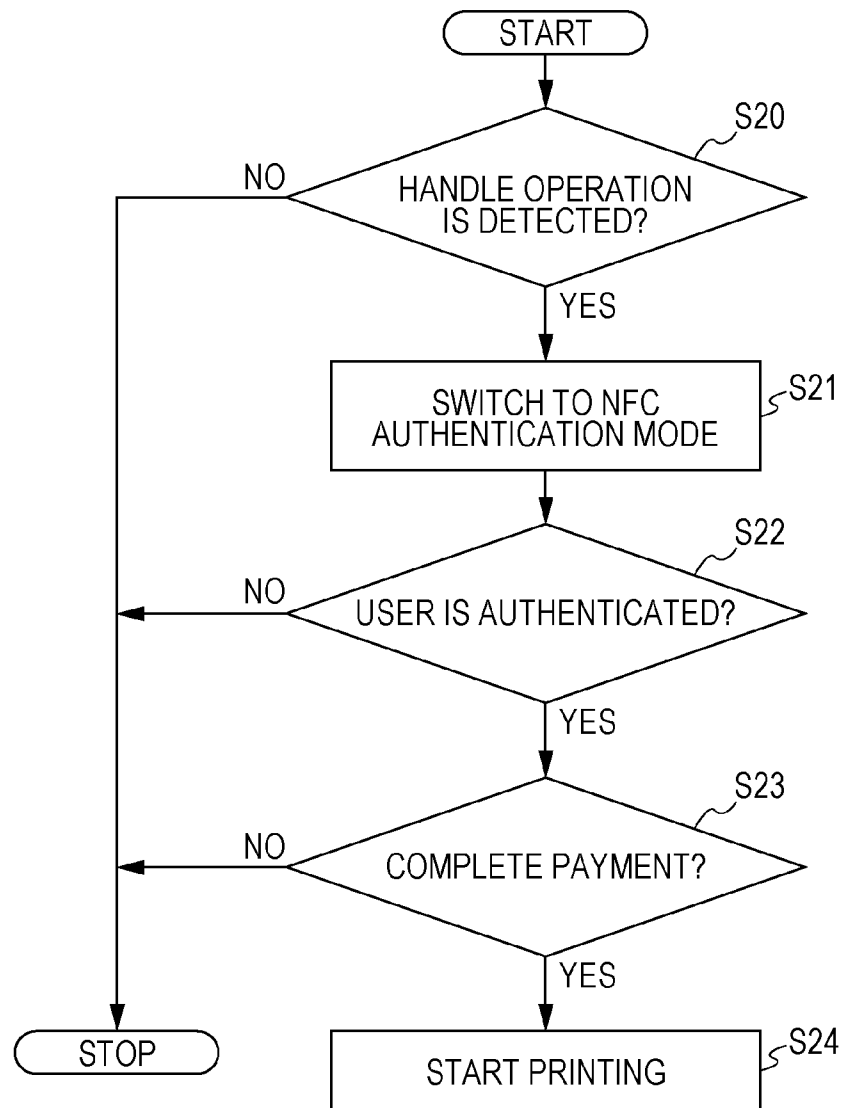 START
S20
NO
HANDLE OPERATION
IS DETECTED?
YES
S21
SWITCH TO NFC
AUTHENTICATION MODE
S22
NO
USER IS AUTHENTICATED?
YES
S23
NO
COMPLETE PAYMENT?
YES
STOP
S24
START PRINTING